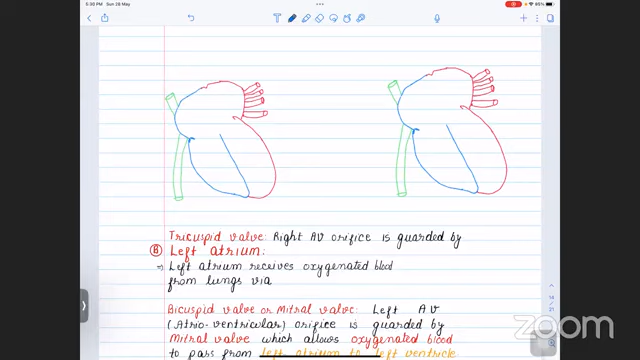 5:30 PM Sun 28 May
95%
Tricuspid valve: Right AV orifice is guarded by
B Left Atrium:
⇒ Left atrium receives oxygenated blood
from lungs via
Bicuspid valve or Mitral valve: Left AV
(Atrio-ventricular) orifice is guarded by
Mitral valve which allows oxygenated blood
to pass from left atrium to left ventricle
zoom